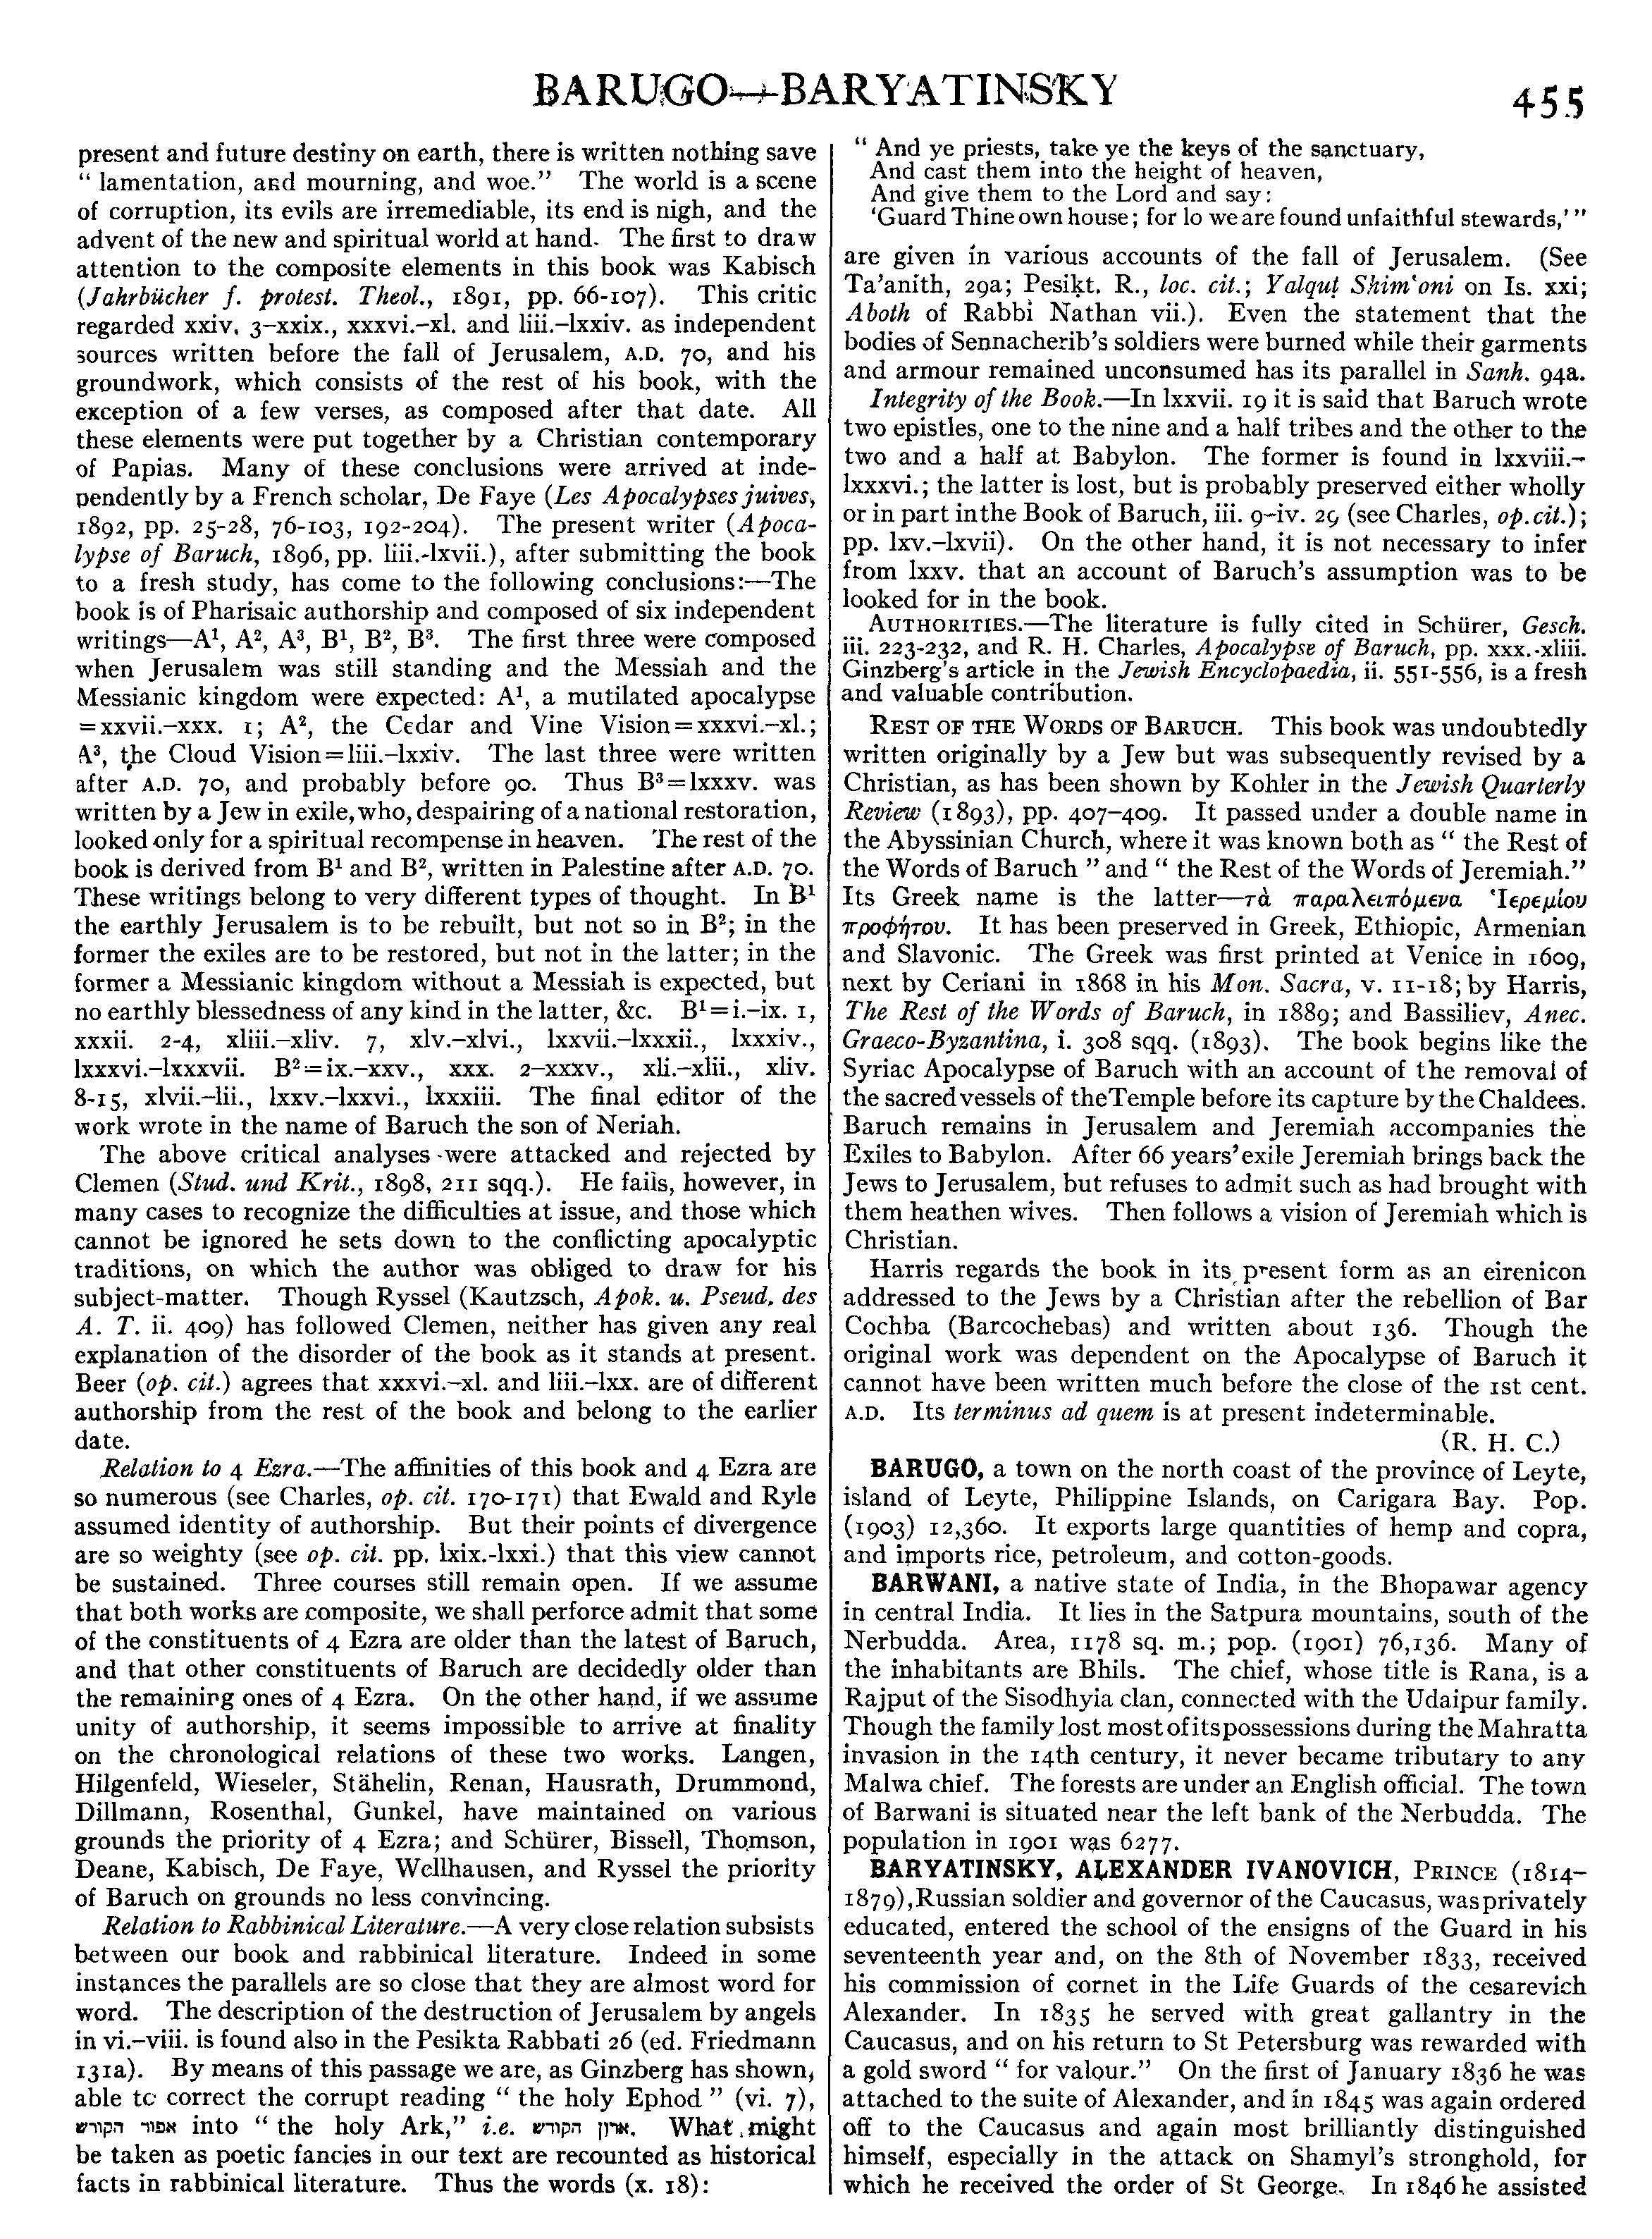 BARUGO—BARYATINSKY
455
present and future destiny on earth, there is written nothing save
“ lamentation, and mourning, and woe.” The world is a scene
of corruption, its evils are irremediable, its end is nigh, and the
advent of the new and spiritual world at hand. The first to draw
attention to the composite elements in this book was Kabisch
(Jahrbücher f. protest. Theol., 1891, pp. 66-107). This critic
regarded xxiv. 3–xxix., xxxvi.–xl. and liii.–lxxiv. as independent
sources written before the fall of Jerusalem, A.D. 70, and his
groundwork, which consists of the rest of his book, with the
exception of a few verses, as composed after that date. All
these elements were put together by a Christian contemporary
of Papias. Many of these conclusions were arrived at inde-
pendently by a French scholar, De Faye (Les Apocalypses juives,
1892, pp. 25-28, 76-103, 192-204). The present writer (Apoca-
lypse of Baruch, 1896, pp. liii.-lxvii.), after submitting the book
to a fresh study, has come to the following conclusions:—The
book is of Pharisaic authorship and composed of six independent
writings—A¹, A², A³, B¹, B², B³. The first three were composed
when Jerusalem was still standing and the Messiah and the
Messianic kingdom were expected: A¹, a mutilated apocalypse
=xxvii.–xxx. 1; A², the Cedar and Vine Vision=xxxvi.–xl.;
A³, the Cloud Vision=liii.–lxxiv. The last three were written
after A.D. 70, and probably before 90. Thus B³=lxxxv. was
written by a Jew in exile, who, despairing of a national restoration,
looked only for a spiritual recompense in heaven. The rest of the
book is derived from B¹ and B², written in Palestine after A.D. 70.
These writings belong to very different types of thought. In B¹
the earthly Jerusalem is to be rebuilt, but not so in B²; in the
former the exiles are to be restored, but not in the latter; in the
former a Messianic kingdom without a Messiah is expected, but
no earthly blessedness of any kind in the latter, &c. B¹=i.–ix. 1,
xxxii. 2-4, xliii.–xliv. 7, xlv.–xlvi., lxxvii.–lxxxii., lxxxiv.,
lxxxvi.–lxxxvii. B²=ix.–xxv., xxx. 2–xxxv., xli.–xlii., xliv.
8-15, xlvii.–lii., lxxv.–lxxvi., lxxxiii. The final editor of the
work wrote in the name of Baruch the son of Neriah.
The above critical analyses were attacked and rejected by
Clemen (Stud. und Krit., 1898, 211 sqq.). He fails, however, in
many cases to recognize the difficulties at issue, and those which
cannot be ignored he sets down to the conflicting apocalyptic
traditions, on which the author was obliged to draw for his
subject-matter. Though Ryssel (Kautzsch, Apok. u. Pseud. des
A. T. ii. 409) has followed Clemen, neither has given any real
explanation of the disorder of the book as it stands at present.
Beer (op. cit.) agrees that xxxvi.–xl. and liii.–lxx. are of different
authorship from the rest of the book and belong to the earlier
date.
Relation to 4 Ezra.—The affinities of this book and 4 Ezra are
so numerous (see Charles, op. cit. 170-171) that Ewald and Ryle
assumed identity of authorship. But their points of divergence
are so weighty (see op. cit. pp. lxix.-lxxi.) that this view cannot
be sustained. Three courses still remain open. If we assume
that both works are composite, we shall perforce admit that some
of the constituents of 4 Ezra are older than the latest of Baruch,
and that other constituents of Baruch are decidedly older than
the remaining ones of 4 Ezra. On the other hand, if we assume
unity of authorship, it seems impossible to arrive at finality
on the chronological relations of these two works. Langen,
Hilgenfeld, Wieseler, Stähelin, Renan, Hausrath, Drummond,
Dillmann, Rosenthal, Gunkel, have maintained on various
grounds the priority of 4 Ezra; and Schürer, Bissell, Thomson,
Deane, Kabisch, De Faye, Wellhausen, and Ryssel the priority
of Baruch on grounds no less convincing.
Relation to Rabbinical Literature.—A very close relation subsists
between our book and rabbinical literature. Indeed in some
instances the parallels are so close that they are almost word for
word. The description of the destruction of Jerusalem by angels
in vi.–viii. is found also in the Pesikta Rabbati 26 (ed. Friedmann
131a). By means of this passage we are, as Ginzberg has shown,
able to correct the corrupt reading “ the holy Ephod ” (vi. 7),
אפור הקורש into “ the holy Ark,” i.e. ארון הקורש. What might
be taken as poetic fancies in our text are recounted as historical
facts in rabbinical literature. Thus the words (x. 18):
“ And ye priests, take ye the keys of the sanctuary,
And cast them into the height of heaven,
And give them to the Lord and say:
‘Guard Thine own house; for lo we are found unfaithful stewards,’ ”
are given in various accounts of the fall of Jerusalem. (See
Ta'anith, 29a; Pesiḳt. R., loc. cit.; Yalquṭ Shim‘oni on Is. xxi;
Aboth of Rabbi Nathan vii.). Even the statement that the
bodies of Sennacherib's soldiers were burned while their garments
and armour remained unconsumed has its parallel in Sanh. 94a.
Integrity of the Book.—In lxxvii. 19 it is said that Baruch wrote
two epistles, one to the nine and a half tribes and the other to the
two and a half at Babylon. The former is found in lxxviii.–
lxxxvi.; the latter is lost, but is probably preserved either wholly
or in part in the Book of Baruch, iii. 9–iv. 29 (see Charles, op. cit.);
pp. lxv.–lxvii). On the other hand, it is not necessary to infer
from lxxv. that an account of Baruch's assumption was to be
looked for in the book.
AUTHORITIES.—The literature is fully cited in Schürer, Gesch.
iii. 223-232, and R. H. Charles, Apocalypse of Baruch, pp. xxx.-xliii.
Ginzberg's article in the Jewish Encyclopaedia, ii. 551-556, is a fresh
and valuable contribution.
REST OF THE WORDS OF BARUCH. This book was undoubtedly
written originally by a Jew but was subsequently revised by a
Christian, as has been shown by Kohler in the Jewish Quarterly
Review (1893), pp. 407–409. It passed under a double name in
the Abyssinian Church, where it was known both as “ the Rest of
the Words of Baruch ” and “ the Rest of the Words of Jeremiah.”
Its Greek name is the latter—τὰ παραλειπόμενα Ἱερεμίου
προφήτου. It has been preserved in Greek, Ethiopic, Armenian
and Slavonic. The Greek was first printed at Venice in 1609,
next by Ceriani in 1868 in his Mon. Sacra, v. 11-18; by Harris,
The Rest of the Words of Baruch, in 1889; and Bassiliev, Anec.
Graeco-Byzantina, i. 308 sqq. (1893). The book begins like the
Syriac Apocalypse of Baruch with an account of the removal of
the sacred vessels of the Temple before its capture by the Chaldees.
Baruch remains in Jerusalem and Jeremiah accompanies the
Exiles to Babylon. After 66 years' exile Jeremiah brings back the
Jews to Jerusalem, but refuses to admit such as had brought with
them heathen wives. Then follows a vision of Jeremiah which is
Christian.
Harris regards the book in its present form as an eirenicon
addressed to the Jews by a Christian after the rebellion of Bar
Cochba (Barcochebas) and written about 136. Though the
original work was dependent on the Apocalypse of Baruch it
cannot have been written much before the close of the 1st cent.
A.D. Its terminus ad quem is at present indeterminable.
(R. H. C.)
BARUGO, a town on the north coast of the province of Leyte,
island of Leyte, Philippine Islands, on Carigara Bay. Pop.
(1903) 12,360. It exports large quantities of hemp and copra,
and imports rice, petroleum, and cotton-goods.
BARWANI, a native state of India, in the Bhopawar agency
in central India. It lies in the Satpura mountains, south of the
Nerbudda. Area, 1178 sq. m.; pop. (1901) 76,136. Many of
the inhabitants are Bhils. The chief, whose title is Rana, is a
Rajput of the Sisodhyia clan, connected with the Udaipur family.
Though the family lost most of its possessions during the Mahratta
invasion in the 14th century, it never became tributary to any
Malwa chief. The forests are under an English official. The town
of Barwani is situated near the left bank of the Nerbudda. The
population in 1901 was 6277.
BARYATINSKY, ALEXANDER IVANOVICH, PRINCE (1814–
1879), Russian soldier and governor of the Caucasus, was privately
educated, entered the school of the ensigns of the Guard in his
seventeenth year and, on the 8th of November 1833, received
his commission of cornet in the Life Guards of the cesarevich
Alexander. In 1835 he served with great gallantry in the
Caucasus, and on his return to St Petersburg was rewarded with
a gold sword “ for valour.” On the first of January 1836 he was
attached to the suite of Alexander, and in 1845 was again ordered
off to the Caucasus and again most brilliantly distinguished
himself, especially in the attack on Shamyl's stronghold, for
which he received the order of St George. In 1846 he assisted